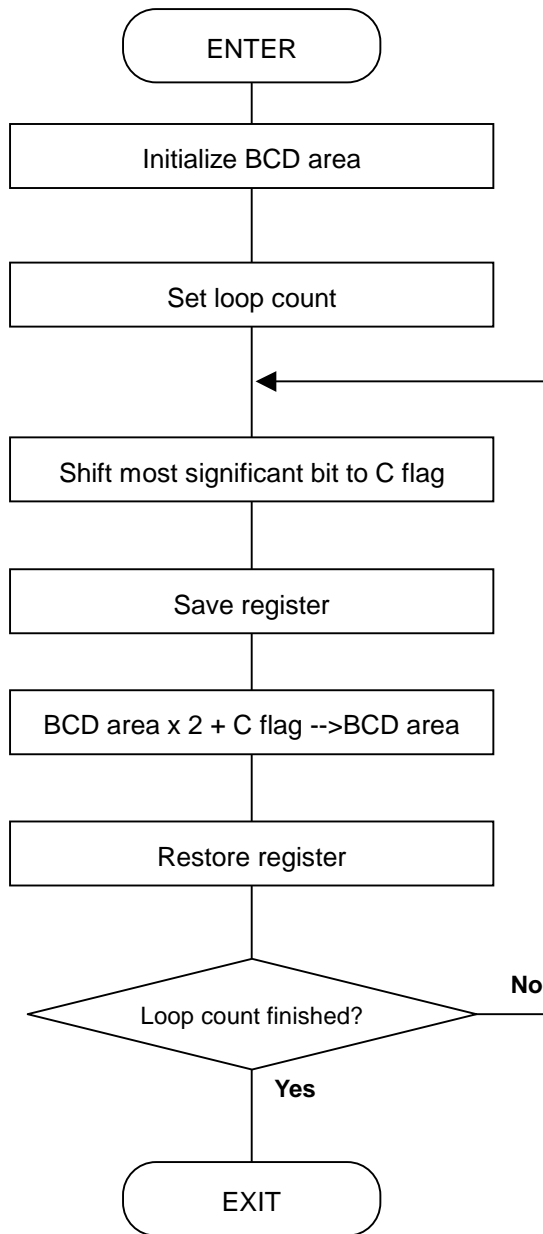 ENTER
Initialize BCD area
Set loop count
Shift most significant bit to C flag
Save register
BCD area x 2 + C flag -->BCD area
Restore register
Loop count finished?
No
Yes
EXIT